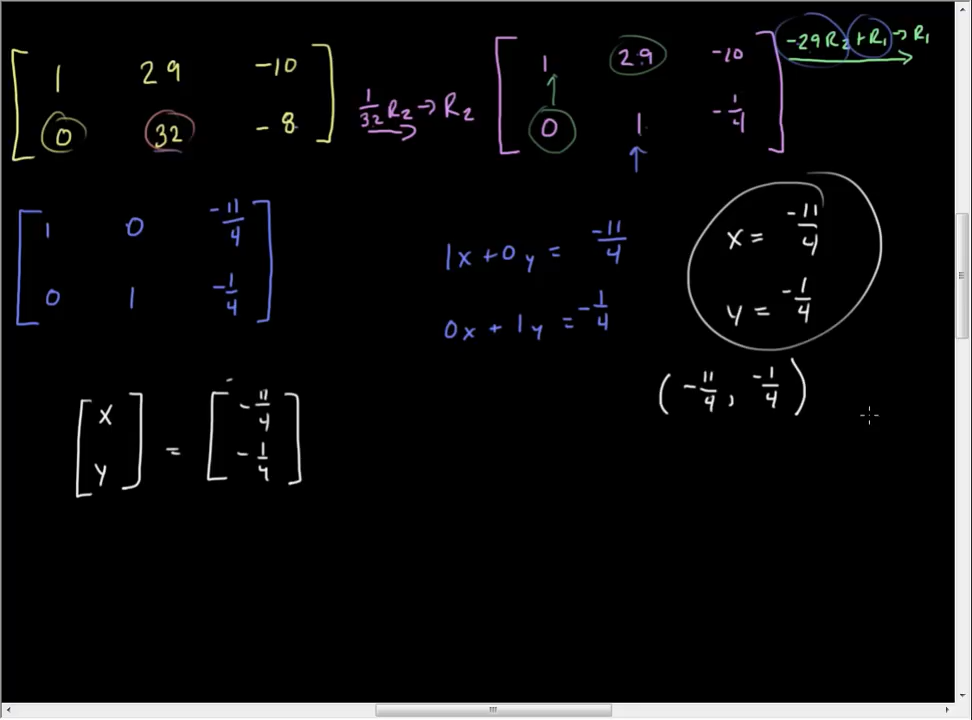 1 29 -10
0 32 -8
1/32 R₂ → R₂
1 29 -10
0 1 -1/4
-29R₂ + R₁ → R₁
1 0 -11/4
0 1 -1/4
1x + 0y = -11/4
0x + 1y = -1/4
x = -11/4
y = -1/4
(-11/4, -1/4)
[x y] = [-11/4 -1/4]